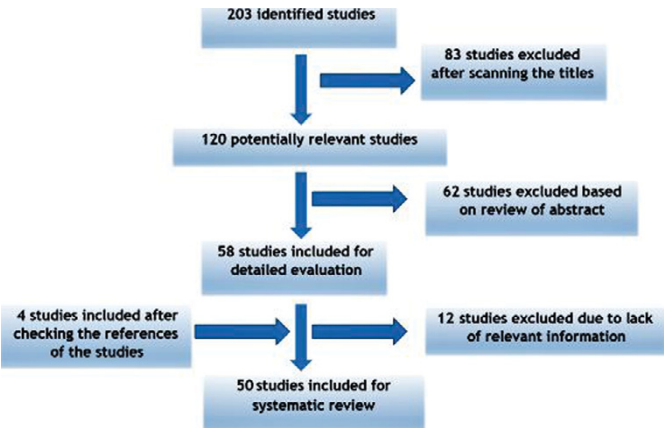 203 identified studies
83 studies excluded
after scanning the titles
120 potentially relevant studies
62 studies excluded based
on review of abstract
58 studies included for
detailed evaluation
4 studies included after
checking the references
of the studies
12 studies excluded due to lack
of relevant information
50 studies included for
systematic review